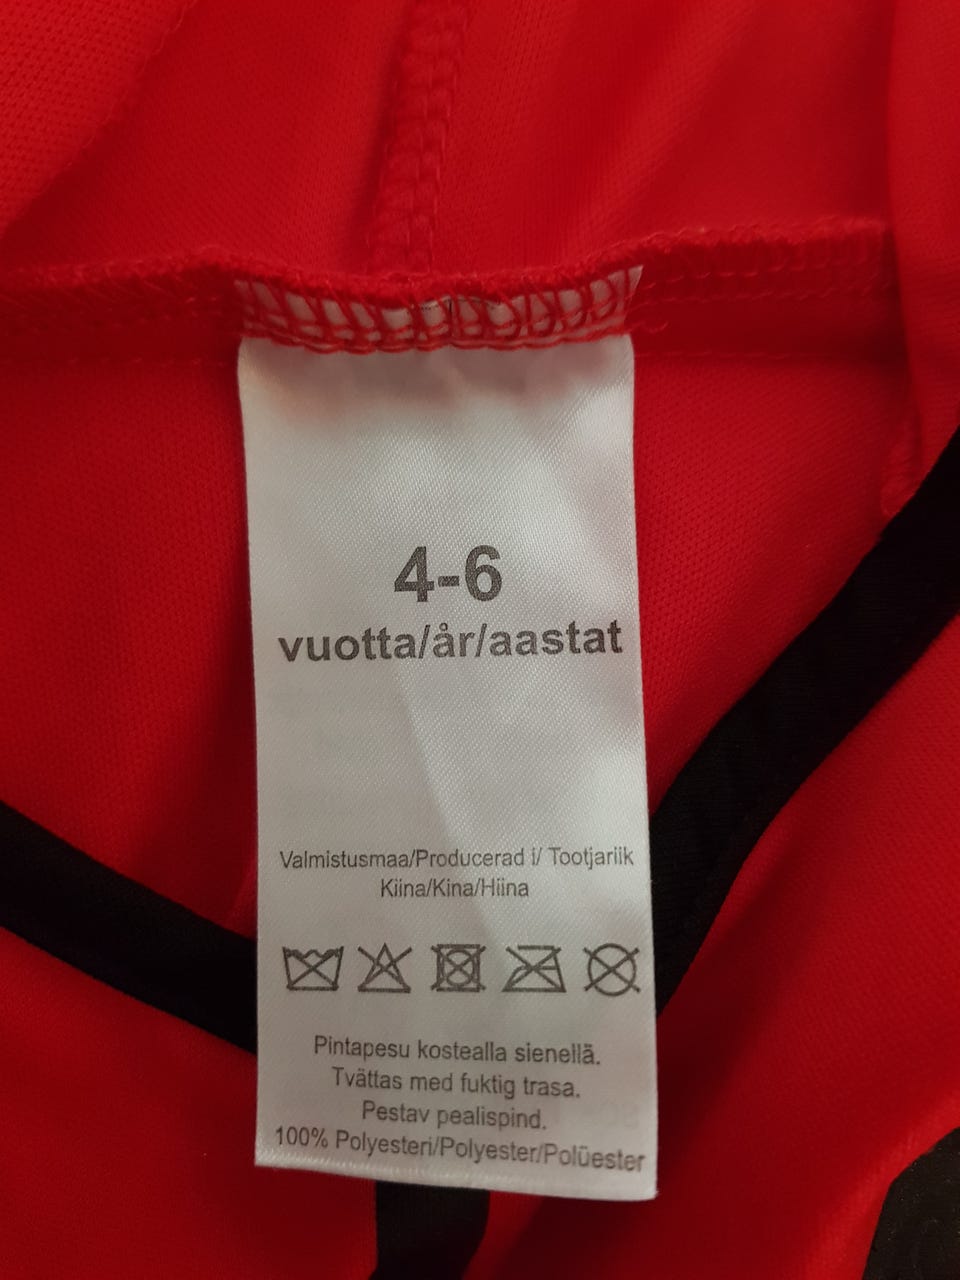 4-6
vuotta/år/aastat
Valmistusmaa/Producerad i/ Tootjariik
Kiina/Kina/Hiina
Pintapesu kostealla sienellä.
Tvättas med fuktig trasa.
Pestav pealispind.
100% Polyesteri/Polyester/Polüester